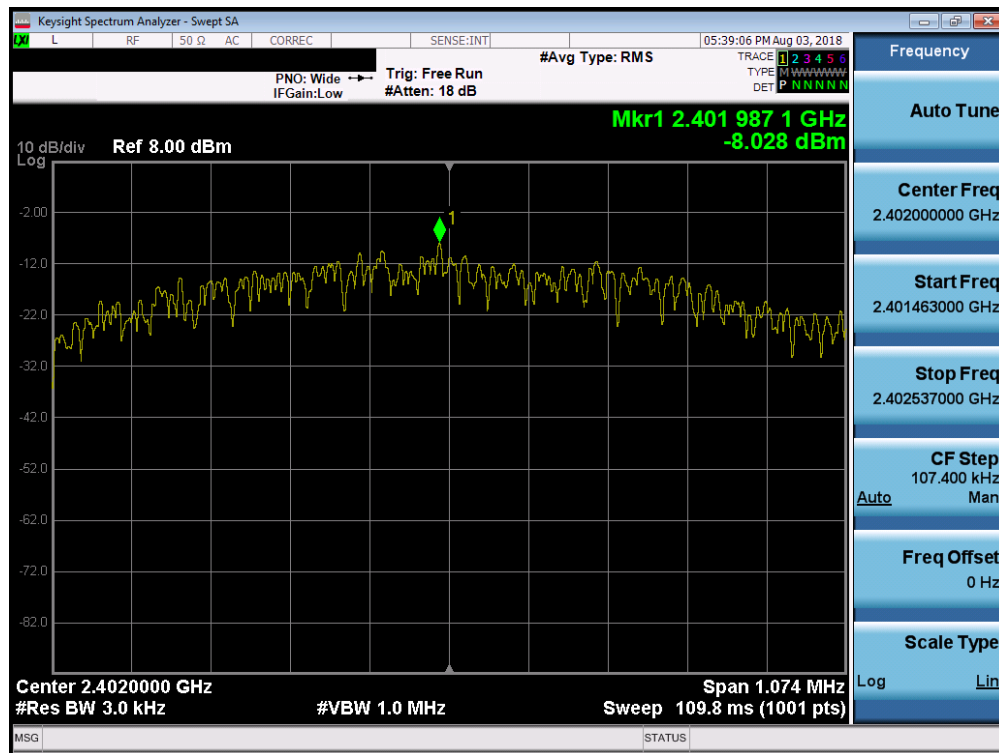 Keysight Spectrum Analyzer - Swept SA
LXI L RF 50 Ω AC CORREC SENSE:INT 05:39:06 PM Aug 03, 2018
#Avg Type: RMS
TRACE 1 2 3 4 5 6
PNO: Wide Trig: Free Run
TYPE M WWWWW
IFGain:Low #Atten: 18 dB
DET P N N N N N
Mkr1 2.401 987 1 GHz
-8.028 dBm
10 dB/div Ref 8.00 dBm
Log
1
-2.00
-12.0
-22.0
-32.0
-42.0
-52.0
-62.0
-72.0
-82.0
Center 2.4020000 GHz Span 1.074 MHz
#Res BW 3.0 kHz #VBW 1.0 MHz Sweep 109.8 ms (1001 pts)
MSG STATUS
Frequency
Auto Tune
Center Freq
2.402000000 GHz
Start Freq
2.401463000 GHz
Stop Freq
2.402537000 GHz
CF Step
107.400 kHz
Auto Man
Freq Offset
0 Hz
Scale Type
Log Lin